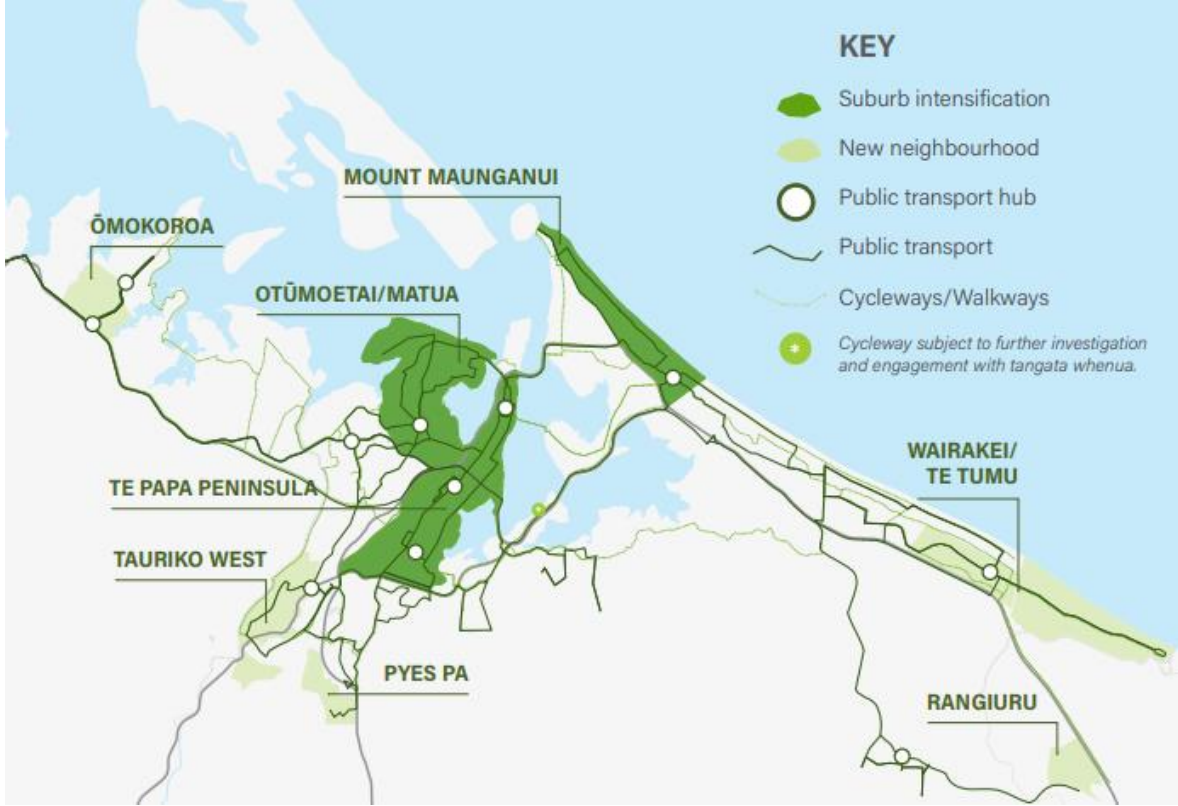 KEY
Suburb intensification
New neighbourhood
Public transport hub
Public transport
Cycleways/Walkways
Cycleway subject to further investigation
and engagement with tangata whenua.
MOUNT MAUNGANUI
ŌMOKOROA
OTŪMOETAI/MATUA
WAIRAKEI/
TE TUMU
TE PAPA PENINSULA
TAURIKO WEST
PYES PA
RANGIURU